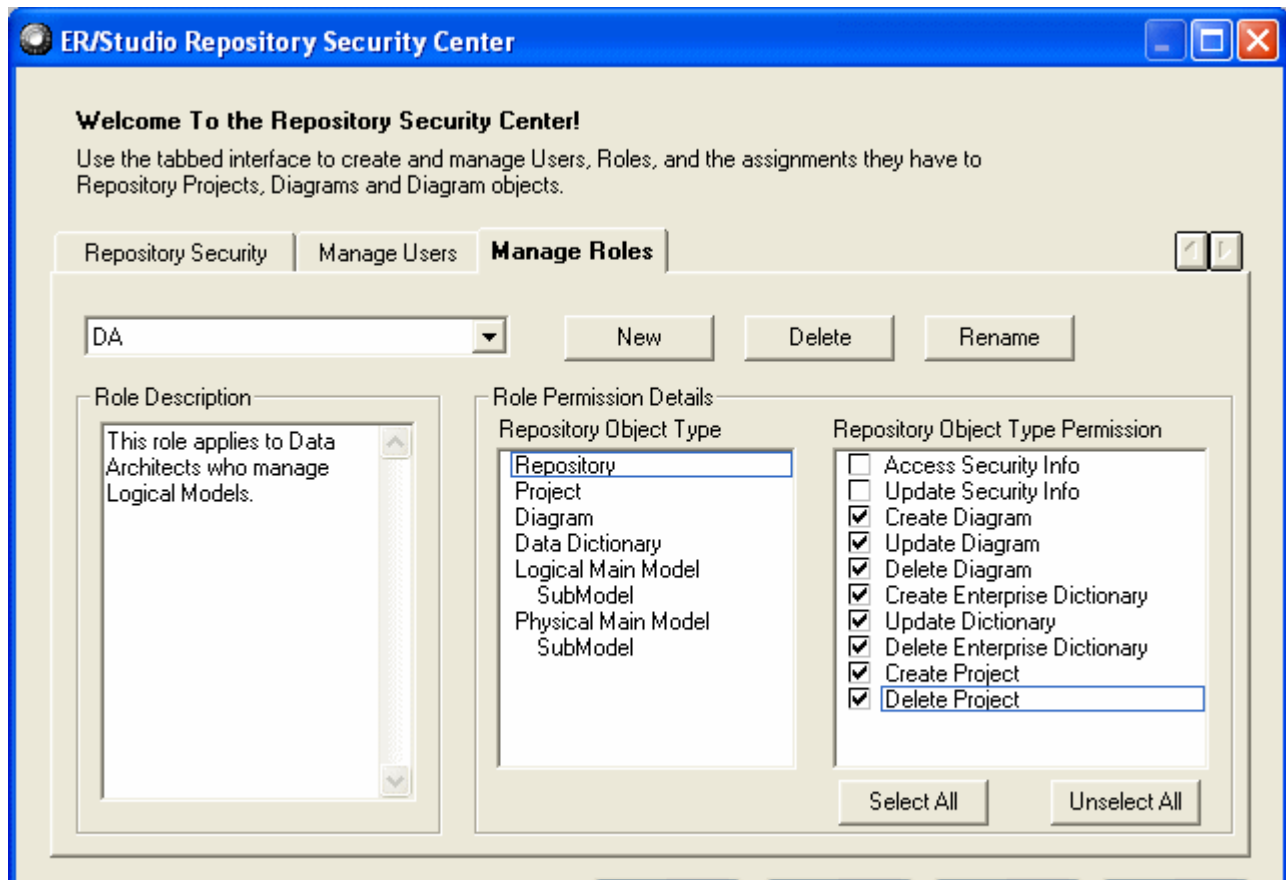 ER/Studio Repository Security Center
Welcome To the Repository Security Center!
Use the tabbed interface to create and manage Users, Roles, and the assignments they have to
Repository Projects, Diagrams and Diagram objects.
Repository Security
Manage Users
Manage Roles
DA
New
Delete
Rename
Role Description
This role applies to Data
Architects who manage
Logical Models.
Role Permission Details
Repository Object Type
Repository
Project
Diagram
Data Dictionary
Logical Main Model
SubModel
Physical Main Model
SubModel
Repository Object Type Permission
Access Security Info
Update Security Info
Create Diagram
Update Diagram
Delete Diagram
Create Enterprise Dictionary
Update Dictionary
Delete Enterprise Dictionary
Create Project
Delete Project
Select All
Unselect All